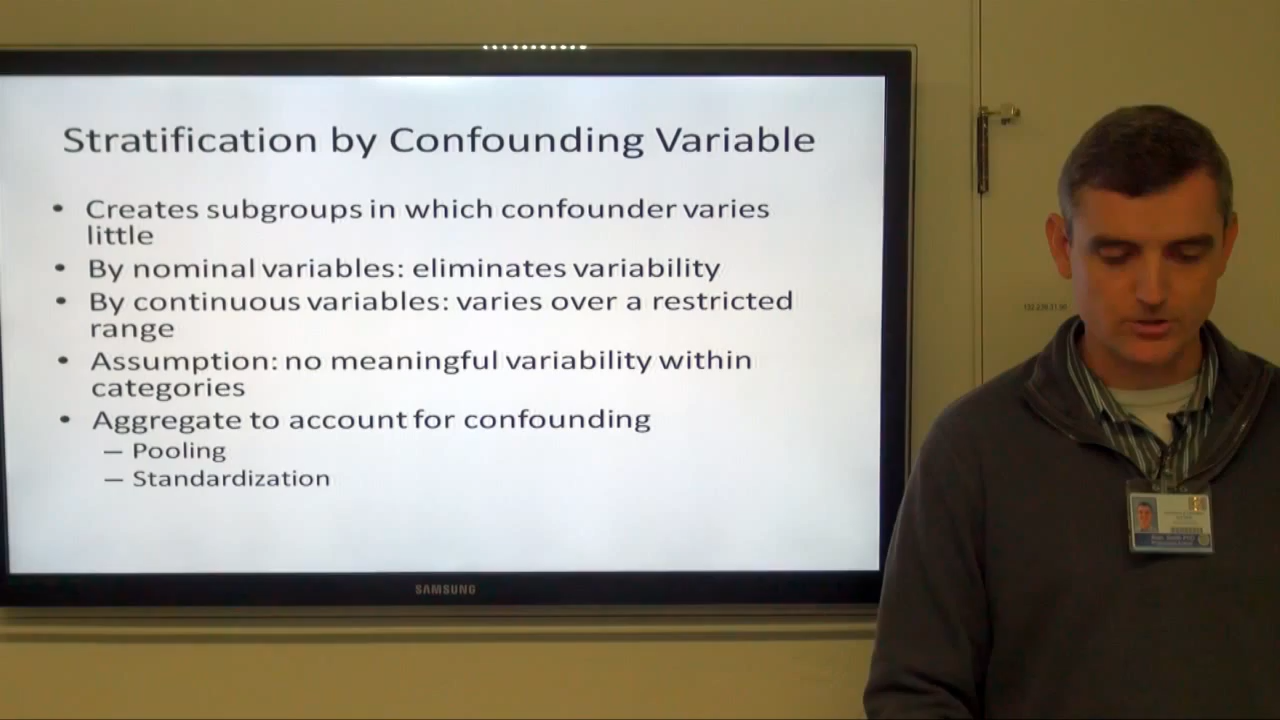 Stratification by Confounding Variable
• Creates subgroups in which confounder varies
little
• By nominal variables: eliminates variability
• By continuous variables: varies over a restricted
range
• Assumption: no meaningful variability within
categories
• Aggregate to account for confounding
— Pooling
— Standardization
SAMSUNG